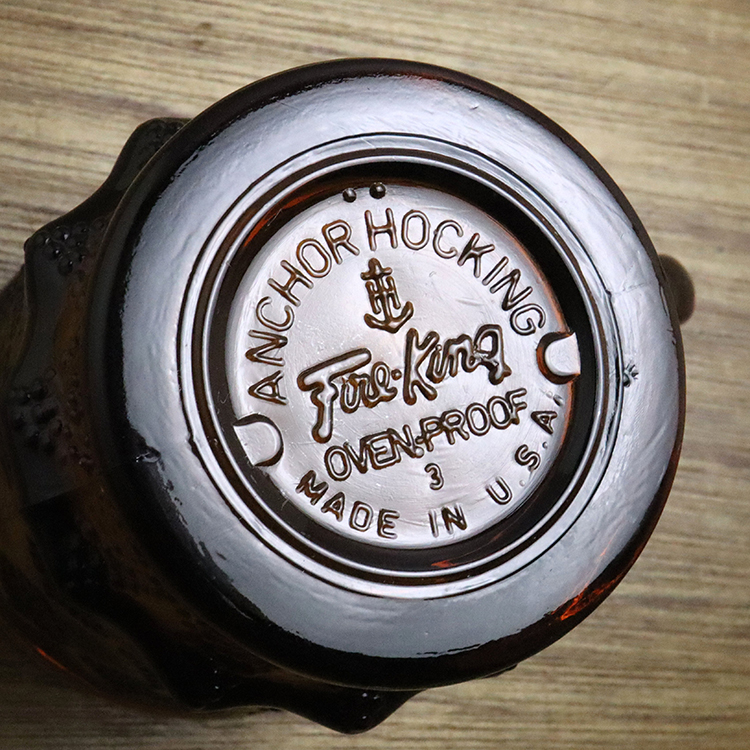 ANCHOR HOCKING
Fire-King
OVEN-PROOF
3
MADE IN U.S.A.